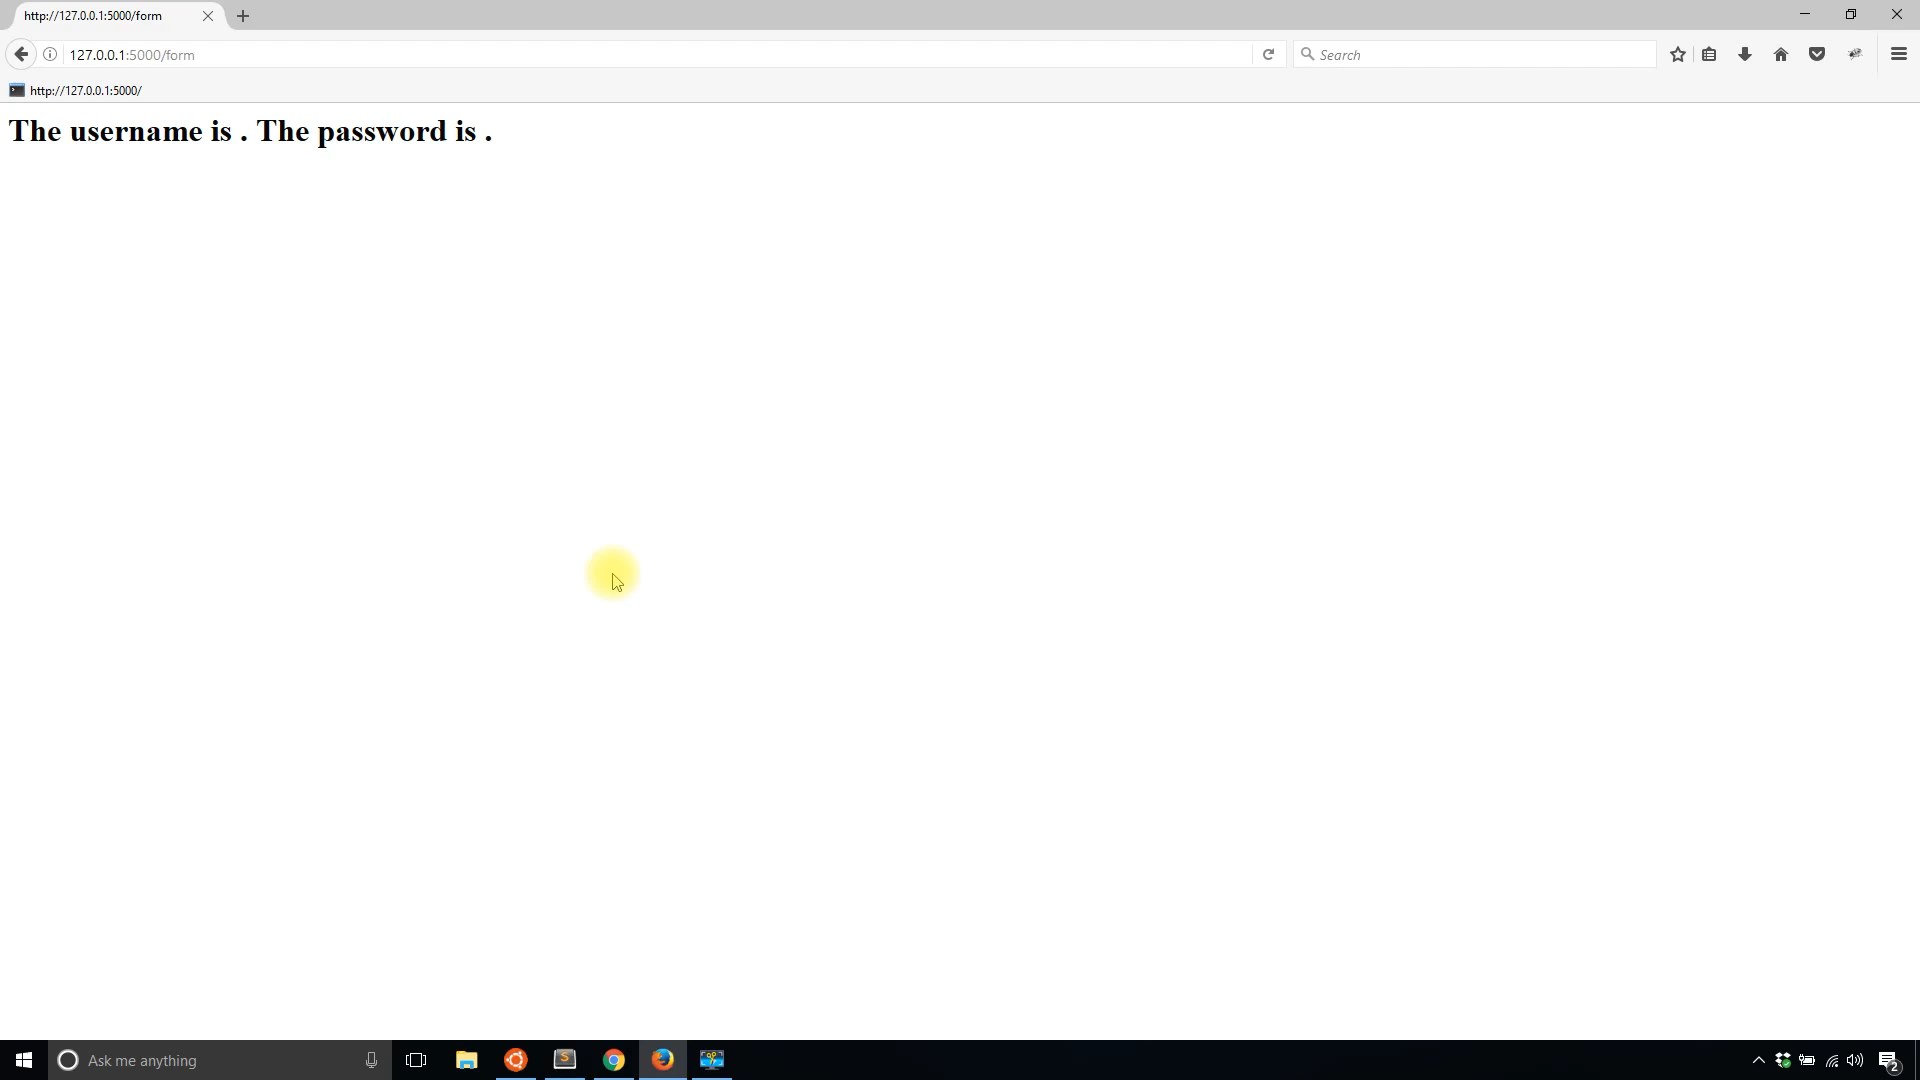 http://127.0.0.1:5000/form
127.0.0.1:5000/form
Search
http://127.0.0.1:5000/
The username is . The password is .
Ask me anything
2